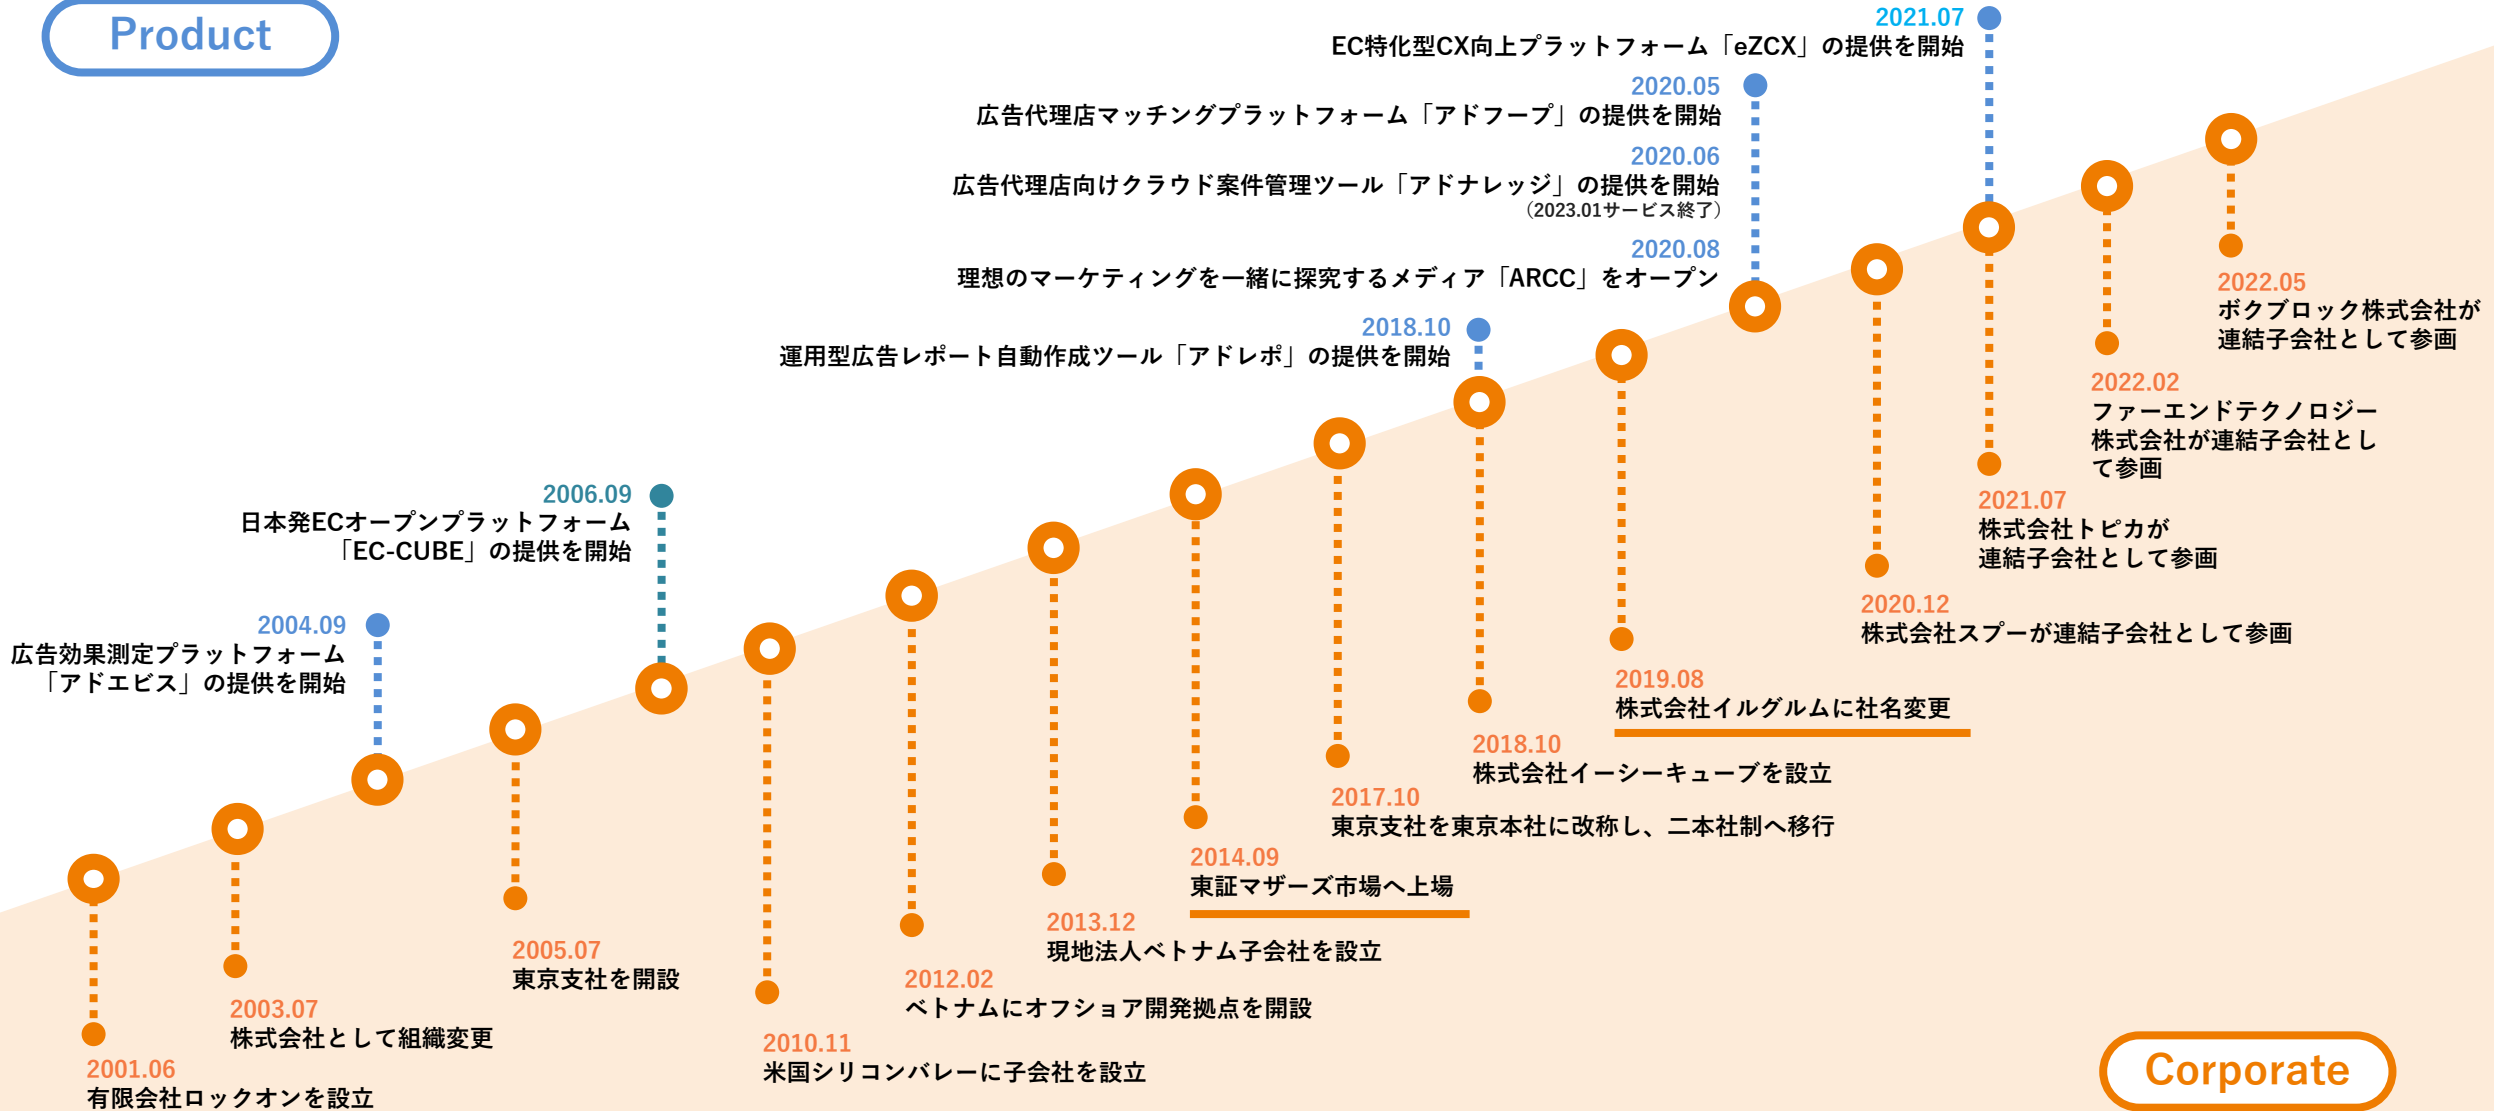 Product
2021.07
EC特化型CX向上プラットフォーム「eZCX」の提供を開始
2020.05
広告代理店マッチングプラットフォーム「アドフープ」の提供を開始
2020.06
広告代理店向けクラウド案件管理ツール「アドナレッジ」の提供を開始
（2023.01サービス終了）
2020.08
理想のマーケティングを一緒に探究するメディア「ARCC」をオープン
2018.10
運用型広告レポート自動作成ツール「アドレポ」の提供を開始
2006.09
日本発ECオープンプラットフォーム
「EC-CUBE」の提供を開始
2004.09
広告効果測定プラットフォーム
「アドエビス」の提供を開始
2022.05
ボクブロック株式会社が
連結子会社として参画
2022.02
ファーエンドテクノロジー
株式会社が連結子会社とし
て参画
2021.07
株式会社トピカが
連結子会社として参画
2020.12
株式会社スプーが連結子会社として参画
2019.08
株式会社イルグルムに社名変更
2018.10
株式会社イーシーキューブを設立
2017.10
東京支社を東京本社に改称し、二本社制へ移行
2014.09
東証マザーズ市場へ上場
2013.12
現地法人ベトナム子会社を設立
2012.02
ベトナムにオフショア開発拠点を開設
2010.11
米国シリコンバレーに子会社を設立
2005.07
東京支社を開設
2003.07
株式会社として組織変更
2001.06
有限会社ロックオンを設立
Corporate